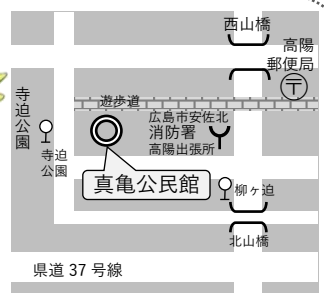 西山橋
高陽
郵便局
〒
遊歩道
寺迫公園
広島市安佐北
消防署
高陽出張所
寺迫
公園
真亀公民館
柳ヶ迫
北山橋
県道 37 号線